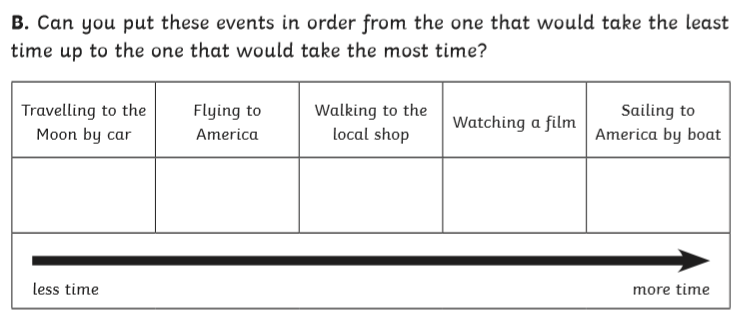 B. Can you put these events in order from the one that would take the least
time up to the one that would take the most time?
Travelling to the
Moon by car
Flying to
America
Walking to the
local shop
Watching a film
Sailing to
America by boat
less time
more time